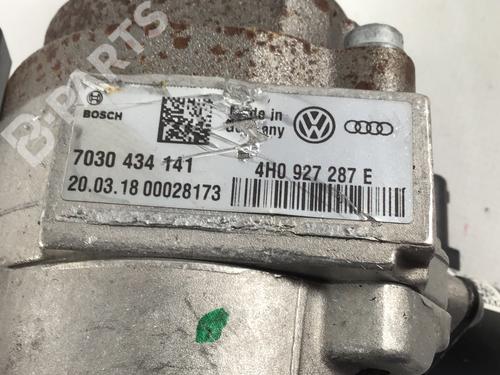 B-PARTS
BOSCH
Made in
Germany
7030 434 141
4H0 927 287 E
20.03.18 00028173